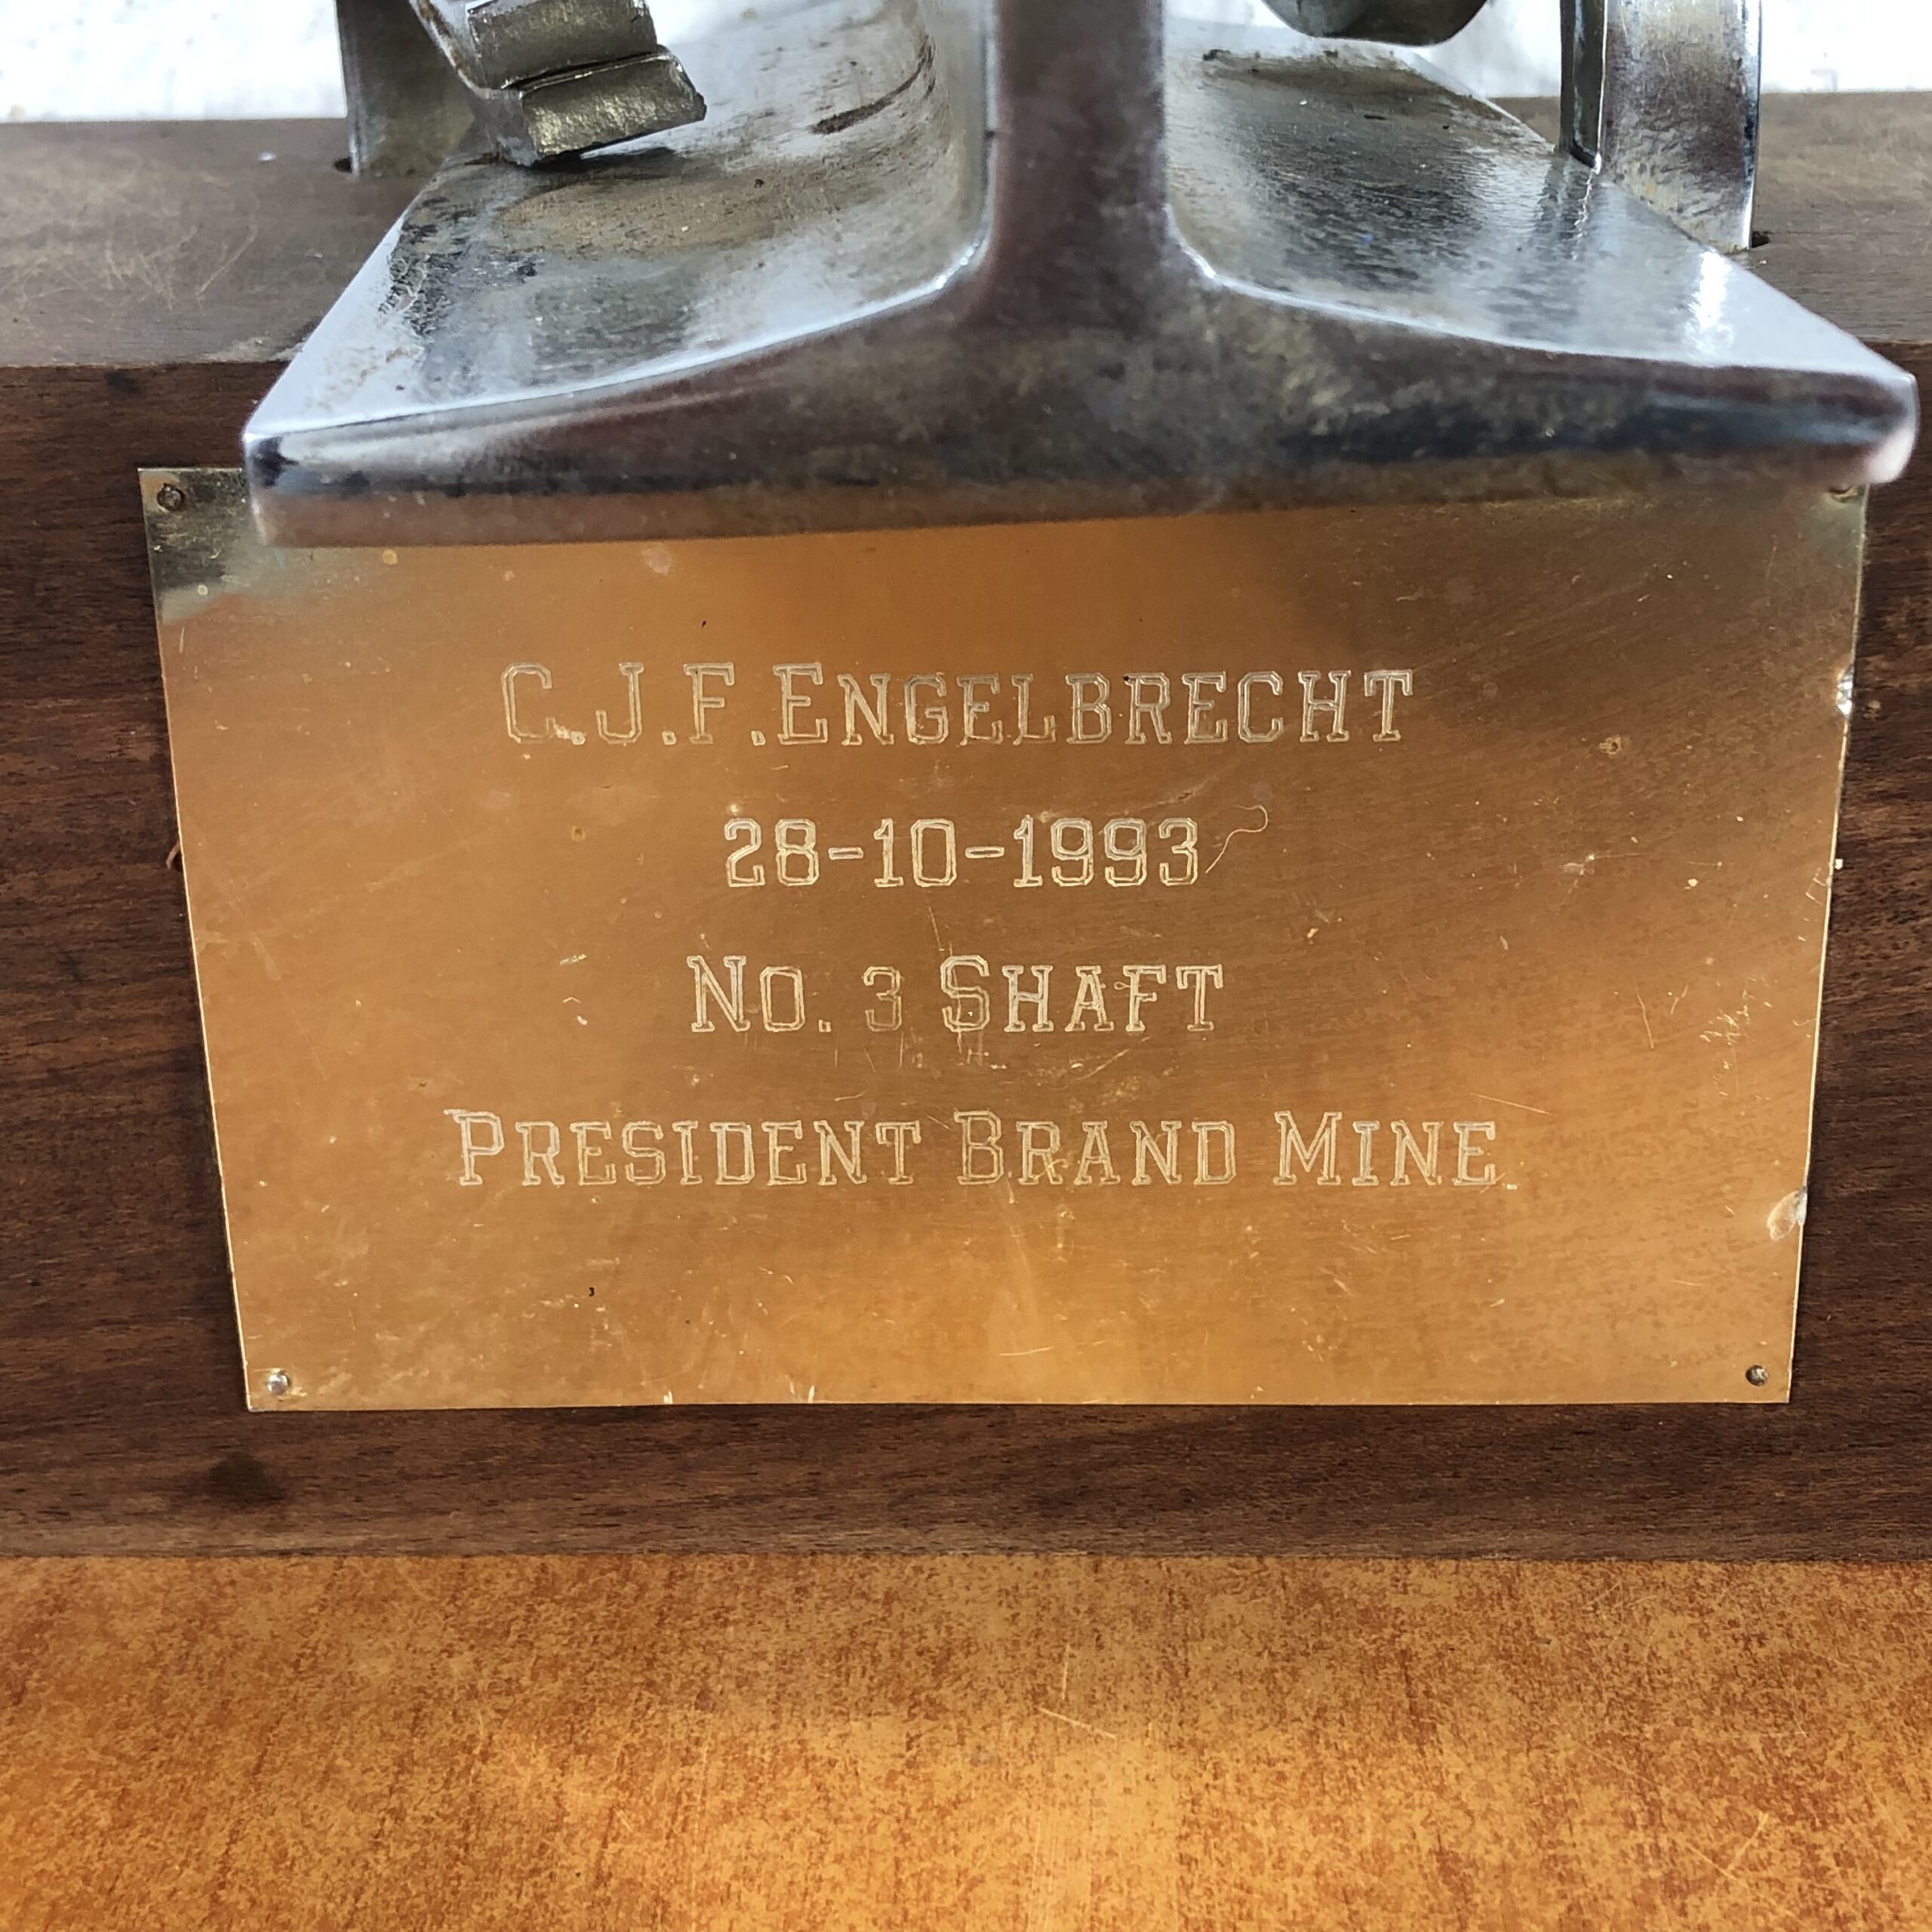 C.J.F.ENGELBRECHT
28-10-1993
NO. 3 SHAFT
PRESIDENT BRAND MINE